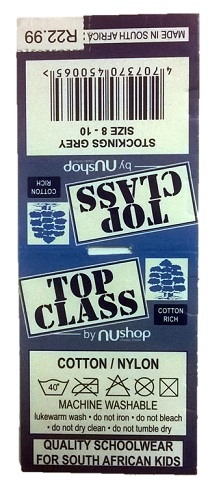 MADE IN SOUTH AFRICA
R22.99
4 707370 450065
STOCKINGS GREY
SIZE 8 - 10
by nushop
TOP
CLASS
COTTON
RICH
TOP
CLASS
by nushop
COTTON
RICH
COTTON / NYLON
40°
MACHINE WASHABLE
lukewarm wash • do not iron • do not bleach
• do not dry clean • do not tumble dry
QUALITY SCHOOLWEAR
FOR SOUTH AFRICAN KIDS